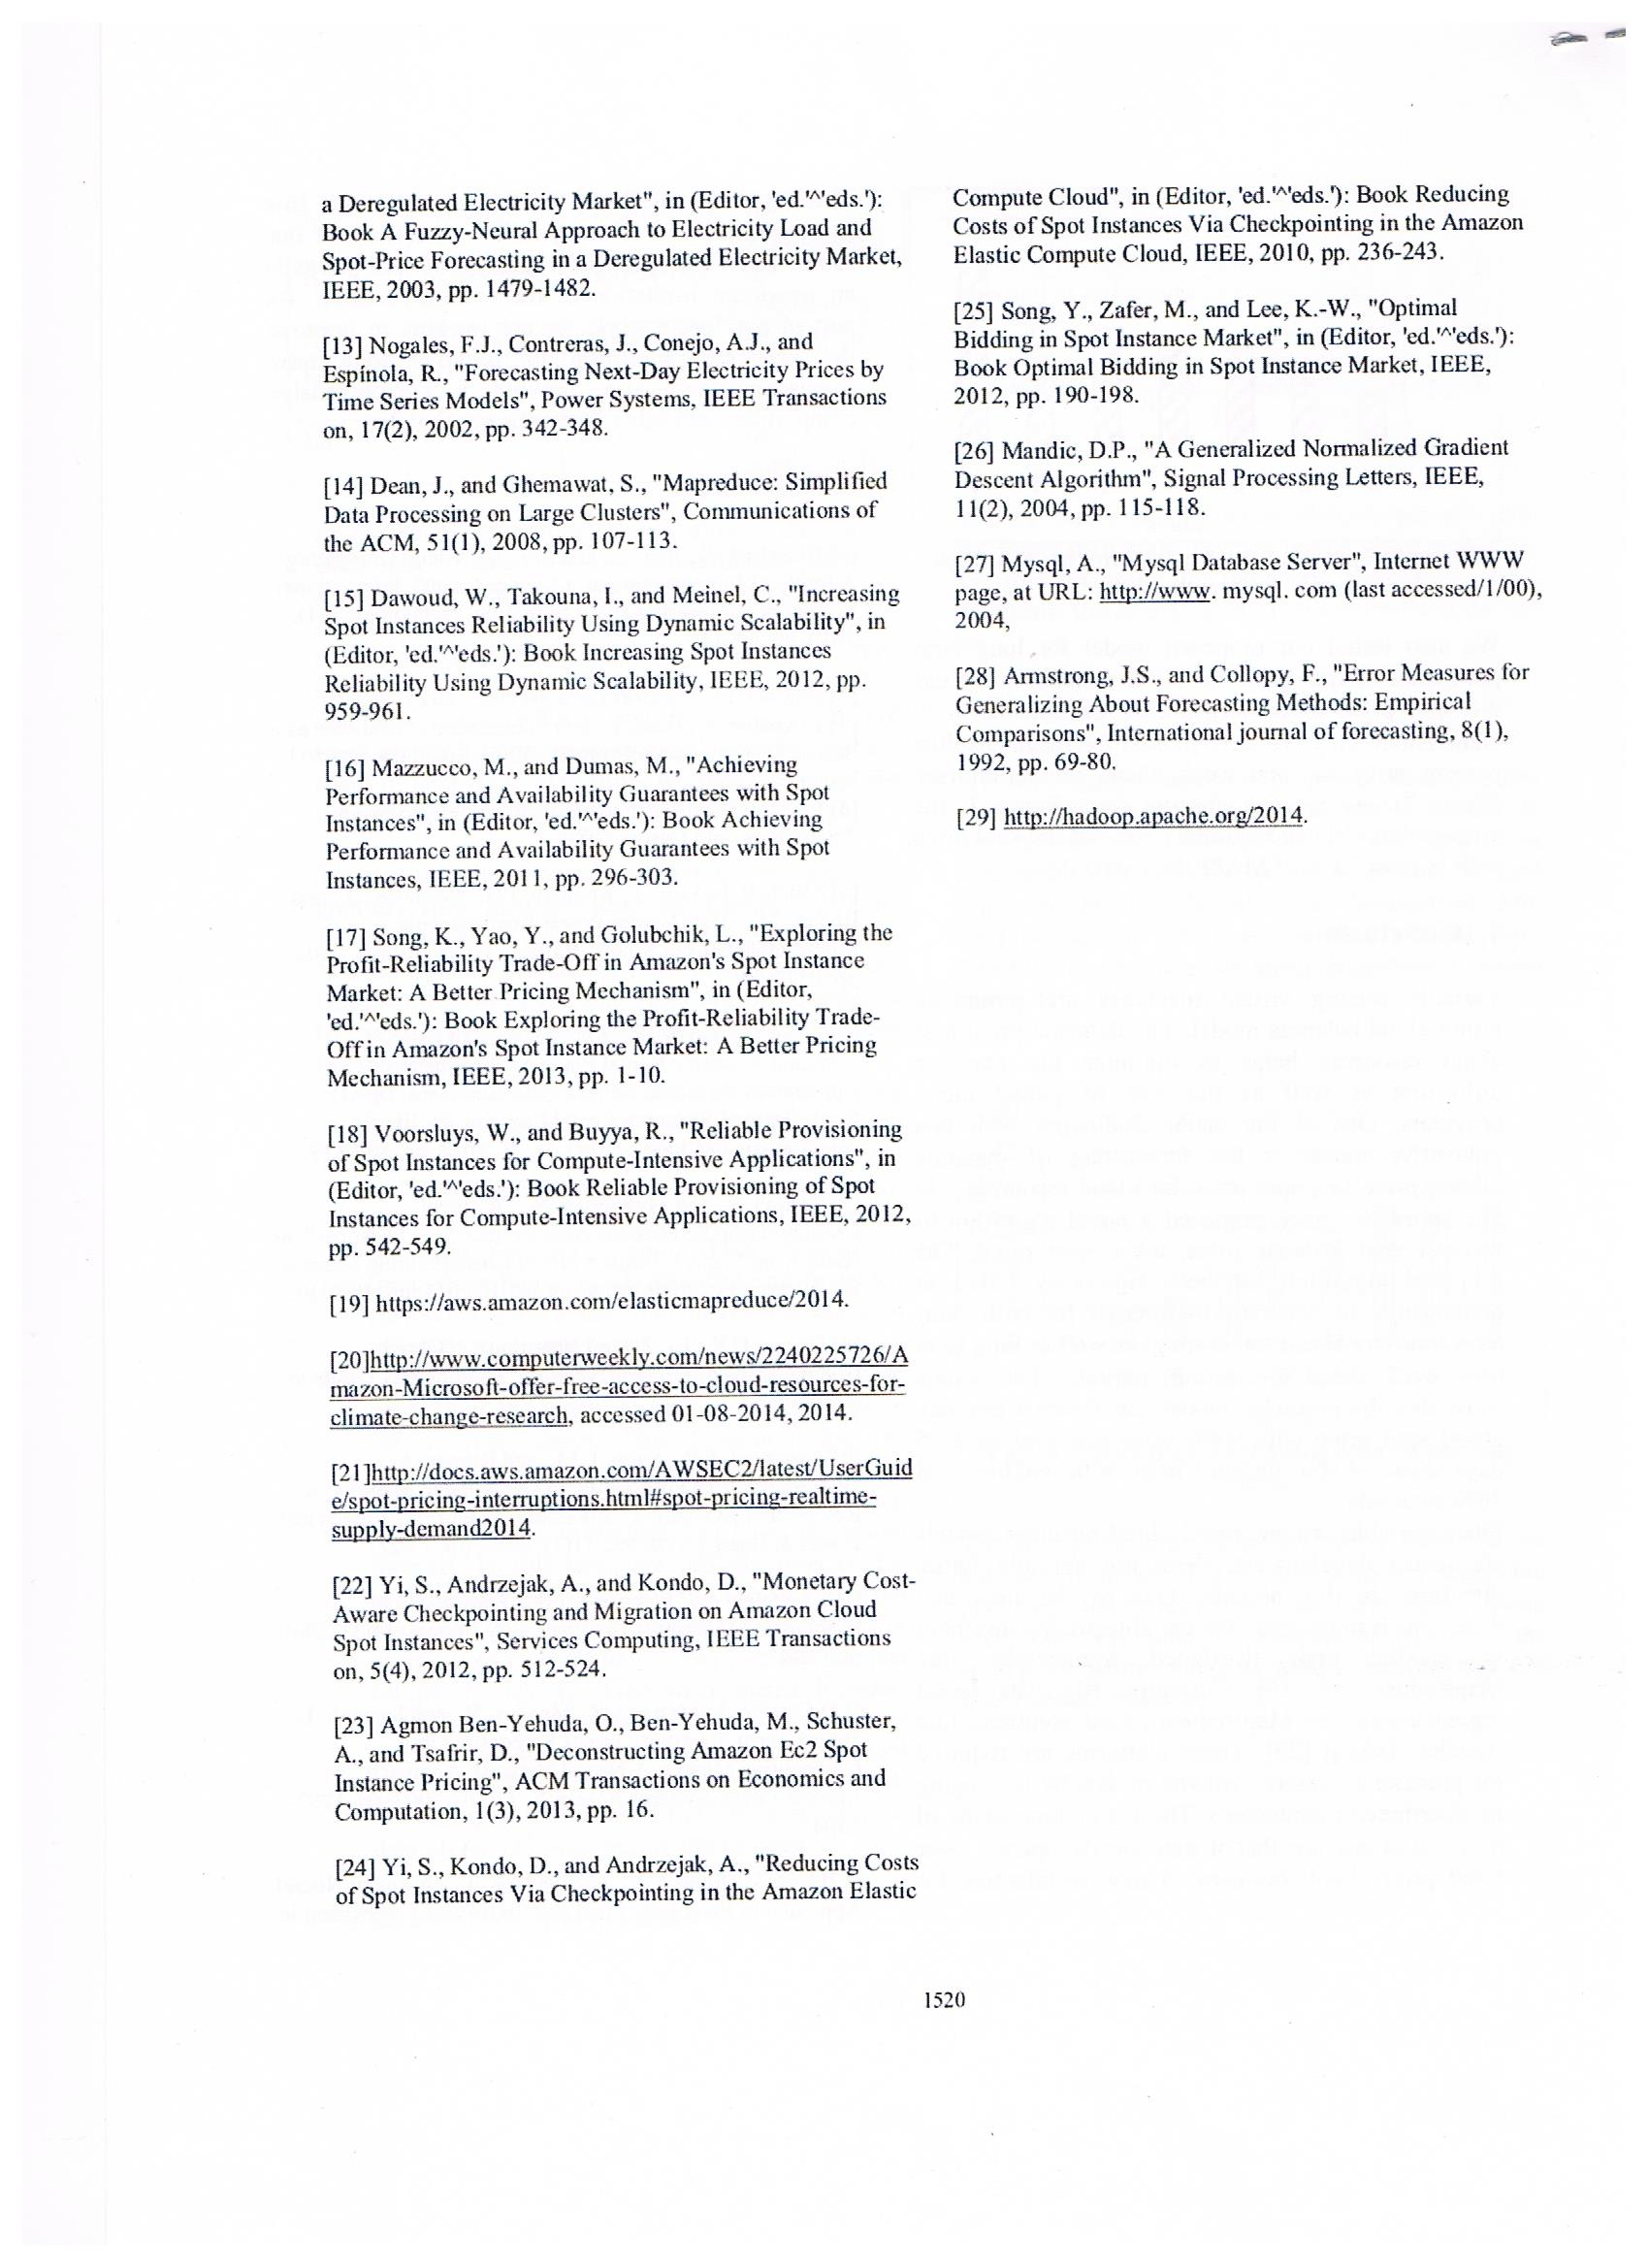 a Deregulated Electricity Market", in (Editor, 'ed.'^'eds.'):
Book A Fuzzy-Neural Approach to Electricity Load and
Spot-Price Forecasting in a Deregulated Electricity Market,
IEEE, 2003, pp. 1479-1482.
[13] Nogales, F.J., Contreras, J., Conejo, A.J., and
Espínola, R., "Forecasting Next-Day Electricity Prices by
Time Series Models", Power Systems, IEEE Transactions
on, 17(2), 2002, pp. 342-348.
[14] Dean, J., and Ghemawat, S., "Mapreduce: Simplified
Data Processing on Large Clusters", Communications of
the ACM, 51(1), 2008, pp. 107-113.
[15] Dawoud, W., Takouna, I., and Meinel, C., "Increasing
Spot Instances Reliability Using Dynamic Scalability", in
(Editor, 'ed.'^'eds.'): Book Increasing Spot Instances
Reliability Using Dynamic Scalability, IEEE, 2012, pp.
959-961.
[16] Mazzucco, M., and Dumas, M., "Achieving
Performance and Availability Guarantees with Spot
Instances", in (Editor, 'ed.'^'eds.'): Book Achieving
Performance and Availability Guarantees with Spot
Instances, IEEE, 2011, pp. 296-303.
[17] Song, K., Yao, Y., and Golubchik, L., "Exploring the
Profit-Reliability Trade-Off in Amazon's Spot Instance
Market: A Better Pricing Mechanism", in (Editor,
'ed.'^'eds.'): Book Exploring the Profit-Reliability Trade-
Off in Amazon's Spot Instance Market: A Better Pricing
Mechanism, IEEE, 2013, pp. 1-10.
[18] Voorsluys, W., and Buyya, R., "Reliable Provisioning
of Spot Instances for Compute-Intensive Applications", in
(Editor, 'ed.'^'eds.'): Book Reliable Provisioning of Spot
Instances for Compute-Intensive Applications, IEEE, 2012,
pp. 542-549.
[19] https://aws.amazon.com/elasticmapreduce/2014.
[20]http://www.computerweekly.com/news/2240225726/A
mazon-Microsoft-offer-free-access-to-cloud-resources-for-
climate-change-research, accessed 01-08-2014, 2014.
[21]http://docs.aws.amazon.com/AWSEC2/latest/UserGuid
e/spot-pricing-interruptions.html#spot-pricing-realtime-
supply-demand2014.
[22] Yi, S., Andrzejak, A., and Kondo, D., "Monetary Cost-
Aware Checkpointing and Migration on Amazon Cloud
Spot Instances", Services Computing, IEEE Transactions
on, 5(4), 2012, pp. 512-524.
[23] Agmon Ben-Yehuda, O., Ben-Yehuda, M., Schuster,
A., and Tsafrir, D., "Deconstructing Amazon Ec2 Spot
Instance Pricing", ACM Transactions on Economics and
Computation, 1(3), 2013, pp. 16.
[24] Yi, S., Kondo, D., and Andrzejak, A., "Reducing Costs
of Spot Instances Via Checkpointing in the Amazon Elastic
Compute Cloud", in (Editor, 'ed.'^'eds.'): Book Reducing
Costs of Spot Instances Via Checkpointing in the Amazon
Elastic Compute Cloud, IEEE, 2010, pp. 236-243.
[25] Song, Y., Zafer, M., and Lee, K.-W., "Optimal
Bidding in Spot Instance Market", in (Editor, 'ed.'^'eds.'):
Book Optimal Bidding in Spot Instance Market, IEEE,
2012, pp. 190-198.
[26] Mandic, D.P., "A Generalized Normalized Gradient
Descent Algorithm", Signal Processing Letters, IEEE,
11(2), 2004, pp. 115-118.
[27] Mysql, A., "Mysql Database Server", Internet WWW
page, at URL: http://www. mysql. com (last accessed/1/00),
2004,
[28] Armstrong, J.S., and Collopy, F., "Error Measures for
Generalizing About Forecasting Methods: Empirical
Comparisons", International journal of forecasting, 8(1),
1992, pp. 69-80.
[29] http://hadoop.apache.org/2014.
1520